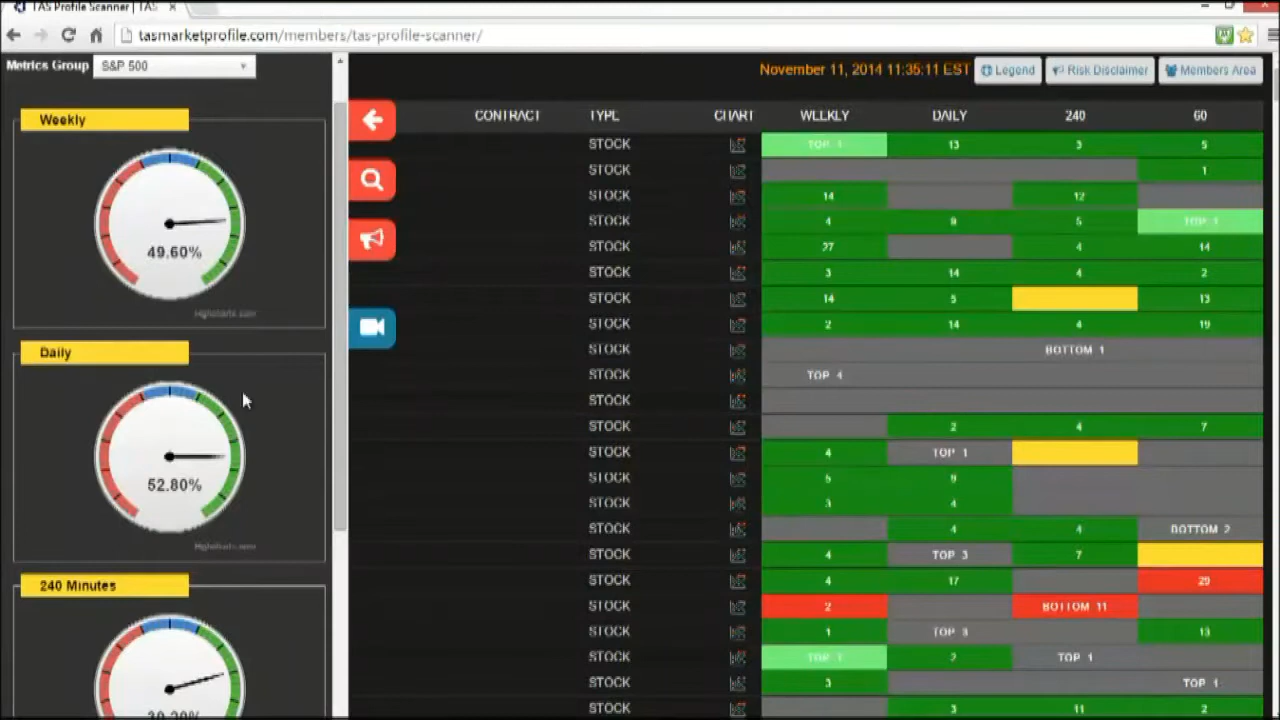 TAS Profile Scanner | TAS
tasmarketprofile.com/members/tas-profile-scanner/
Metrics Group S&P 500
November 11, 2014 11:35:11 EST Legend Risk Disclaimer Members Area
Weekly
49.60%
Highcharts.com
Daily
52.80%
Highcharts.com
240 Minutes
CONTRACT TYPE CHART WEEKLY DAILY 240 60
STOCK TOP 1 13 3 5
STOCK 1
STOCK 14 12
STOCK 4 5 TOP 1
STOCK 27 4 14
STOCK 3 14 4 2
STOCK 14 5 13
STOCK 2 14 4 19
STOCK BOTTOM 1
STOCK TOP 4
STOCK
STOCK 2 4 7
STOCK 4 TOP 1
STOCK
STOCK 3 4
STOCK 4 4 BOTTOM 2
STOCK 4 TOP 3 7
STOCK 4 17 29
STOCK 2 BOTTOM 11
STOCK 1 TOP 3 13
STOCK TOP 1 2 TOP 1
STOCK 3 TOP 1
STOCK 3 11 2